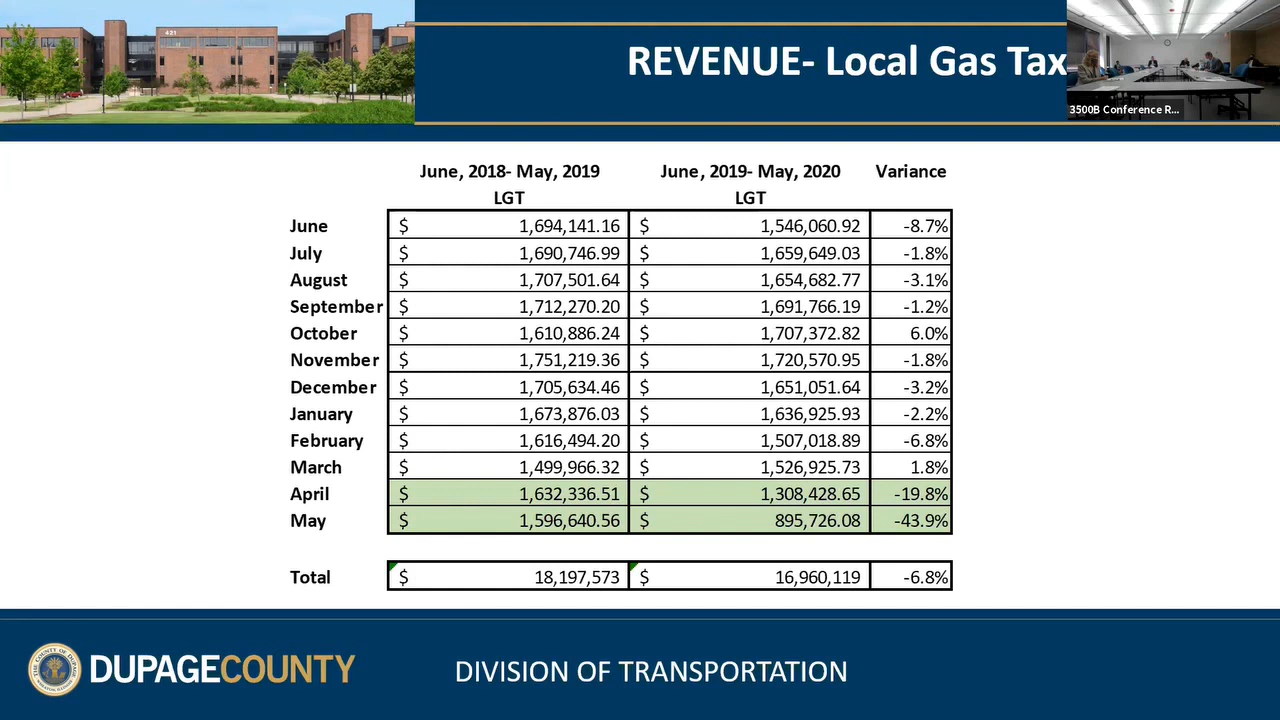 431
REVENUE- Local Gas Tax
3500B Conference R...
June, 2018- May, 2019 June, 2019- May, 2020 Variance
LGT LGT
June $ 1,694,141.16 $ 1,546,060.92 -8.7%
July $ 1,690,746.99 $ 1,659,649.03 -1.8%
August $ 1,707,501.64 $ 1,654,682.77 -3.1%
September $ 1,712,270.20 $ 1,691,766.19 -1.2%
October $ 1,610,886.24 $ 1,707,372.82 6.0%
November $ 1,751,219.36 $ 1,720,570.95 -1.8%
December $ 1,705,634.46 $ 1,651,051.64 -3.2%
January $ 1,673,876.03 $ 1,636,925.93 -2.2%
February $ 1,616,494.20 $ 1,507,018.89 -6.8%
March $ 1,499,966.32 $ 1,526,925.73 1.8%
April $ 1,632,336.51 $ 1,308,428.65 -19.8%
May $ 1,596,640.56 $ 895,726.08 -43.9%
Total $ 18,197,573 $ 16,960,119 -6.8%
DUPAGECOUNTY
DIVISION OF TRANSPORTATION